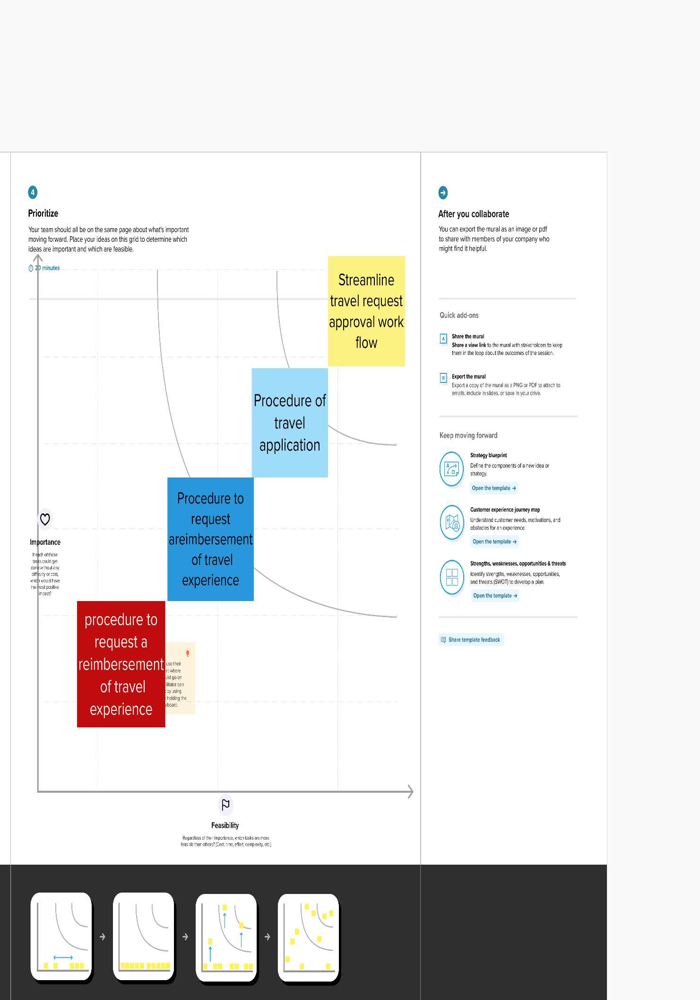 4
Prioritize
Your team should all be on the same page about what's important
moving forward. Place your ideas on this grid to determine which
ideas are important and which are feasible.
20 minutes
Streamline
travel request
approval work
flow
Procedure of
travel
application
Procedure to
request
areimbersement
of travel
experience
procedure to
request a
reimbersement
of travel
experience
use their
at where
go on
can
by using
holding the
Importance
If each of these
tasks could get
done without any
difficulty or cost,
which would have
the most positive
impact?
Feasibility
Regardless of their importance, which tasks are more
feasible than others? (Cost, time, effort, complexity, etc.)
After you collaborate
You can export the mural as an image or pdf
to share with members of your company who
might find it helpful.
Quick add-ons
A
Share the mural
Share a view link to the mural with stakeholders to keep
them in the loop about the outcomes of the session.
B
Export the mural
Export a copy of the mural as a PNG or PDF to attach to
emails, include in slides, or save in your drive.
Keep moving forward
Strategy blueprint
Define the components of a new idea or
strategy.
Open the template
Customer experience journey map
Understand customer needs, motivations, and
obstacles for an experience.
Open the template
Strengths, weaknesses, opportunities & threats
Identify strengths, weaknesses, opportunities,
and threats (SWOT) to develop a plan.
Open the template
Share template feedback